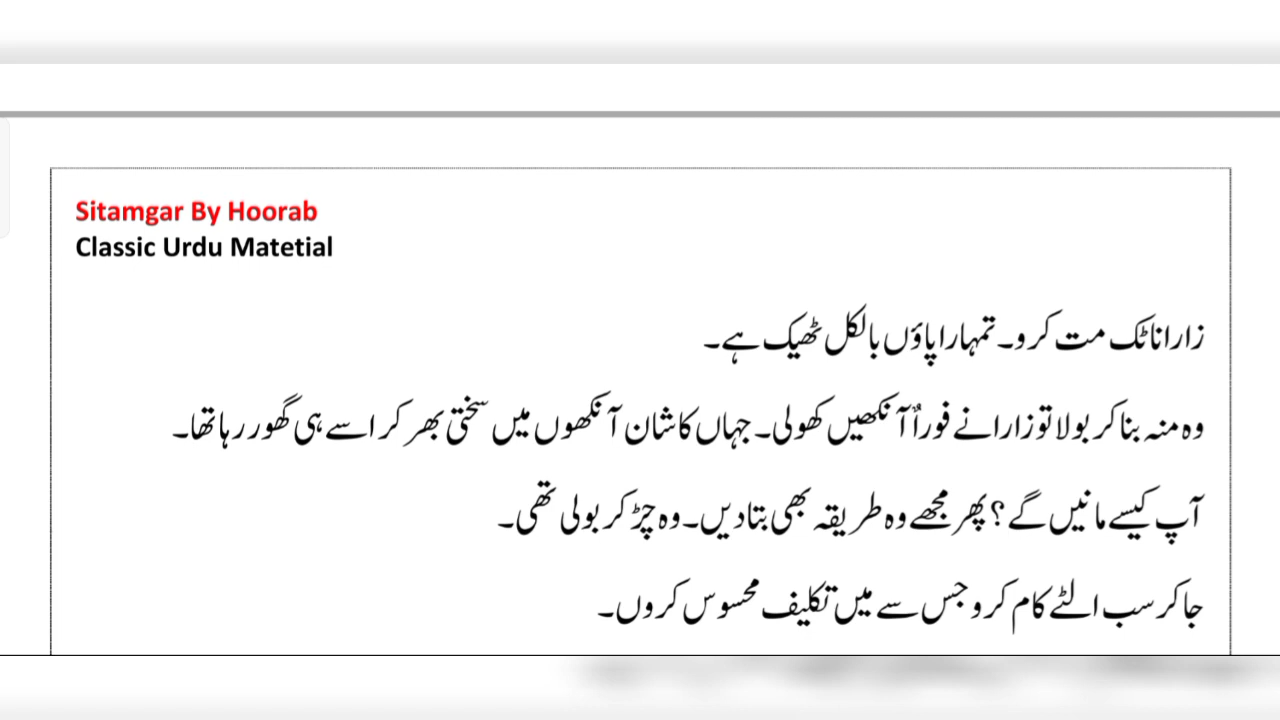 Sitamgar By Hoorab
Classic Urdu Matetial
زارا ناٹک مت کرو۔ تمہارا پاؤں بالکل ٹھیک ہے۔
وہ منہ بنا کر بولا تو زارا نے فوراً آنکھیں کھولی۔ جہاں کاشان آنکھوں میں سختی بھر کر اسے ہی گھور رہا تھا۔
آپ کیسے مانیں گے؟ پھر مجھے وہ طریقہ بھی بتا دیں۔ وہ چڑ کر بولی تھی۔
جا کر سب الٹے کام کرو جس سے میں تکلیف محسوس کروں۔